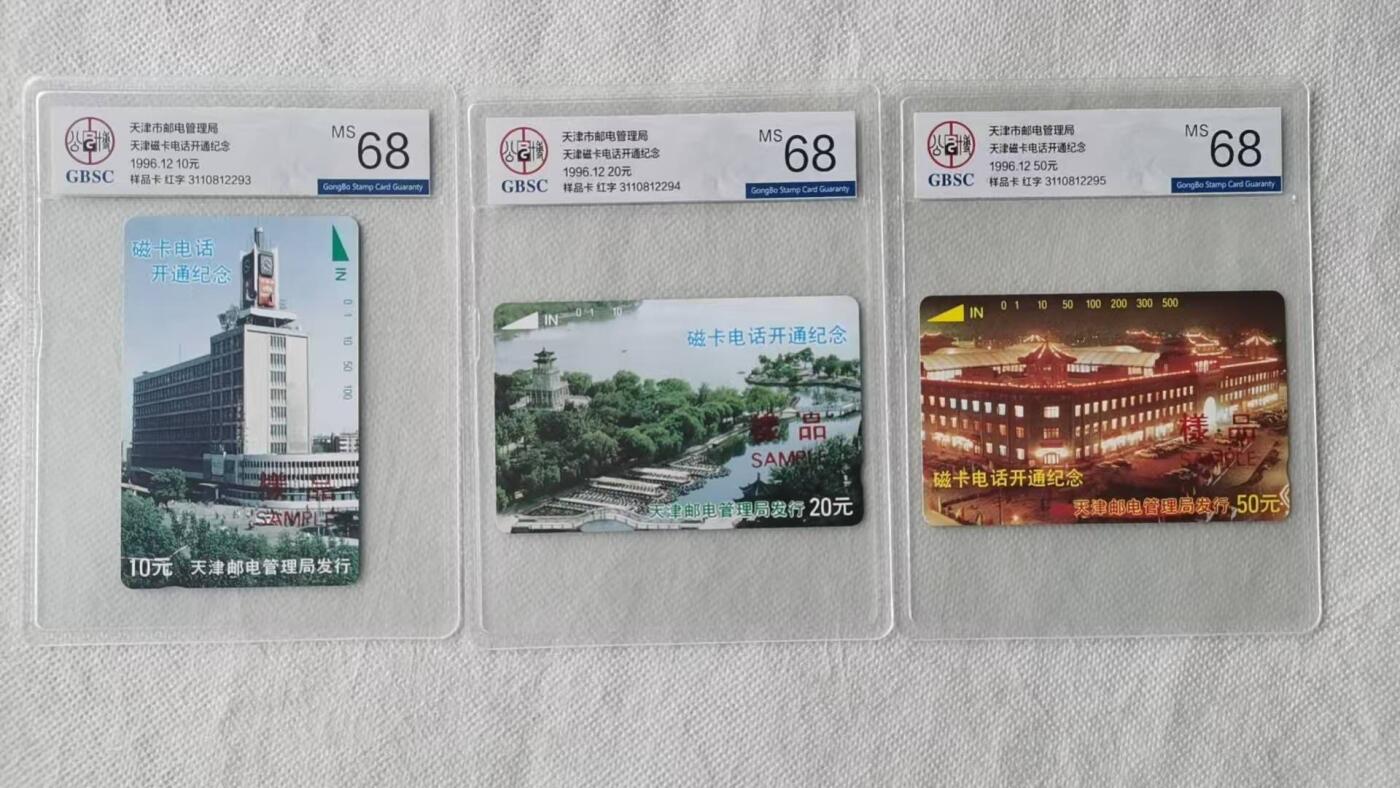 天津市邮电管理局
天津磁卡电话开通纪念
1996.12 10元
样品卡 红字 3110812293
MS 68
GBSC
GongBo Stamp Card Guaranty
磁卡电话
开通纪念
IN
0 1 10 50 100
樣 品
SAMPLE
10元 天津邮电管理局发行
天津市邮电管理局
天津磁卡电话开通纪念
1996.12 20元
样品卡 红字 3110812294
MS 68
GBSC
GongBo Stamp Card Guaranty
IN 0 1 10
磁卡电话开通纪念
樣 品
SAMPLE
天津邮电管理局发行 20元
天津市邮电管理局
天津磁卡电话开通纪念
1996.12 50元
样品卡 红字 3110812295
MS 68
GBSC
GongBo Stamp Card Guaranty
IN 0 1 10 50 100 200 300 500
樣 品
SAMPLE
磁卡电话开通纪念
天津邮电管理局发行 50元